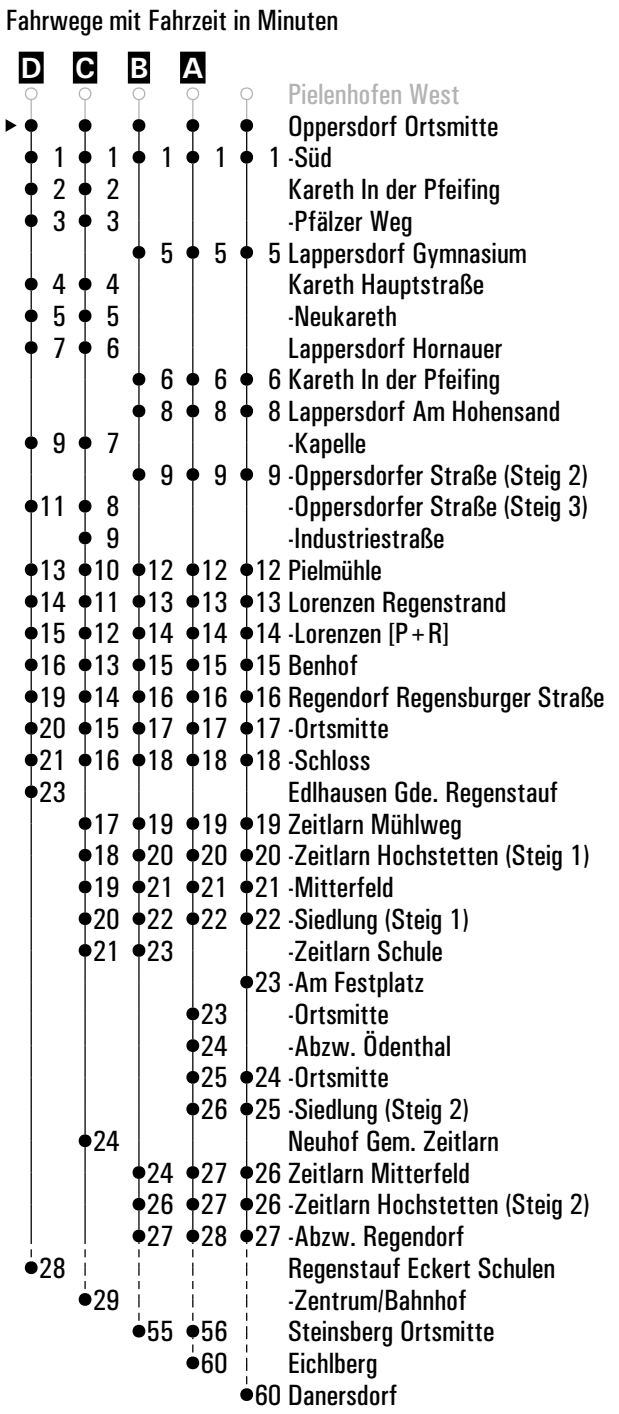 Fahrwege mit Fahrzeit in Minuten
D C B A
Pielenhofen West
Oppersdorf Ortsmitte
1 1 1 1 1 -Süd
2 2 Kareth In der Pfeifing
3 3 -Pfälzer Weg
5 5 5 Lappersdorf Gymnasium
4 4 Kareth Hauptstraße
5 5 -Neukareth
7 6 Lappersdorf Hornauer
6 6 6 Kareth In der Pfeifing
8 8 8 Lappersdorf Am Hohensand
9 7 -Kapelle
9 9 9 -Oppersdorfer Straße (Steig 2)
11 8 -Oppersdorfer Straße (Steig 3)
9 -Industriestraße
13 10 12 12 12 Pielmühle
14 11 13 13 13 Lorenzen Regenstrand
15 12 14 14 14 -Lorenzen [P+R]
16 13 15 15 15 Benhof
19 14 16 16 16 Regendorf Regensburger Straße
20 15 17 17 17 -Ortsmitte
21 16 18 18 18 -Schloss
23 Edlhausen Gde. Regenstauf
17 19 19 19 Zeitlarn Mühlweg
18 20 20 20 -Zeitlarn Hochstetten (Steig 1)
19 21 21 21 -Mitterfeld
20 22 22 22 -Siedlung (Steig 1)
21 23 -Zeitlarn Schule
23 -Am Festplatz
23 -Ortsmitte
24 -Abzw. Ödenthal
25 24 -Ortsmitte
26 25 -Siedlung (Steig 2)
24 Neuhof Gem. Zeitlarn
24 27 26 Zeitlarn Mitterfeld
26 27 26 -Zeitlarn Hochstetten (Steig 2)
27 28 27 -Abzw. Regendorf
28 Regenstauf Eckert Schulen
29 -Zentrum/Bahnhof
55 56 Steinsberg Ortsmitte
60 Eichlberg
60 Danersdorf